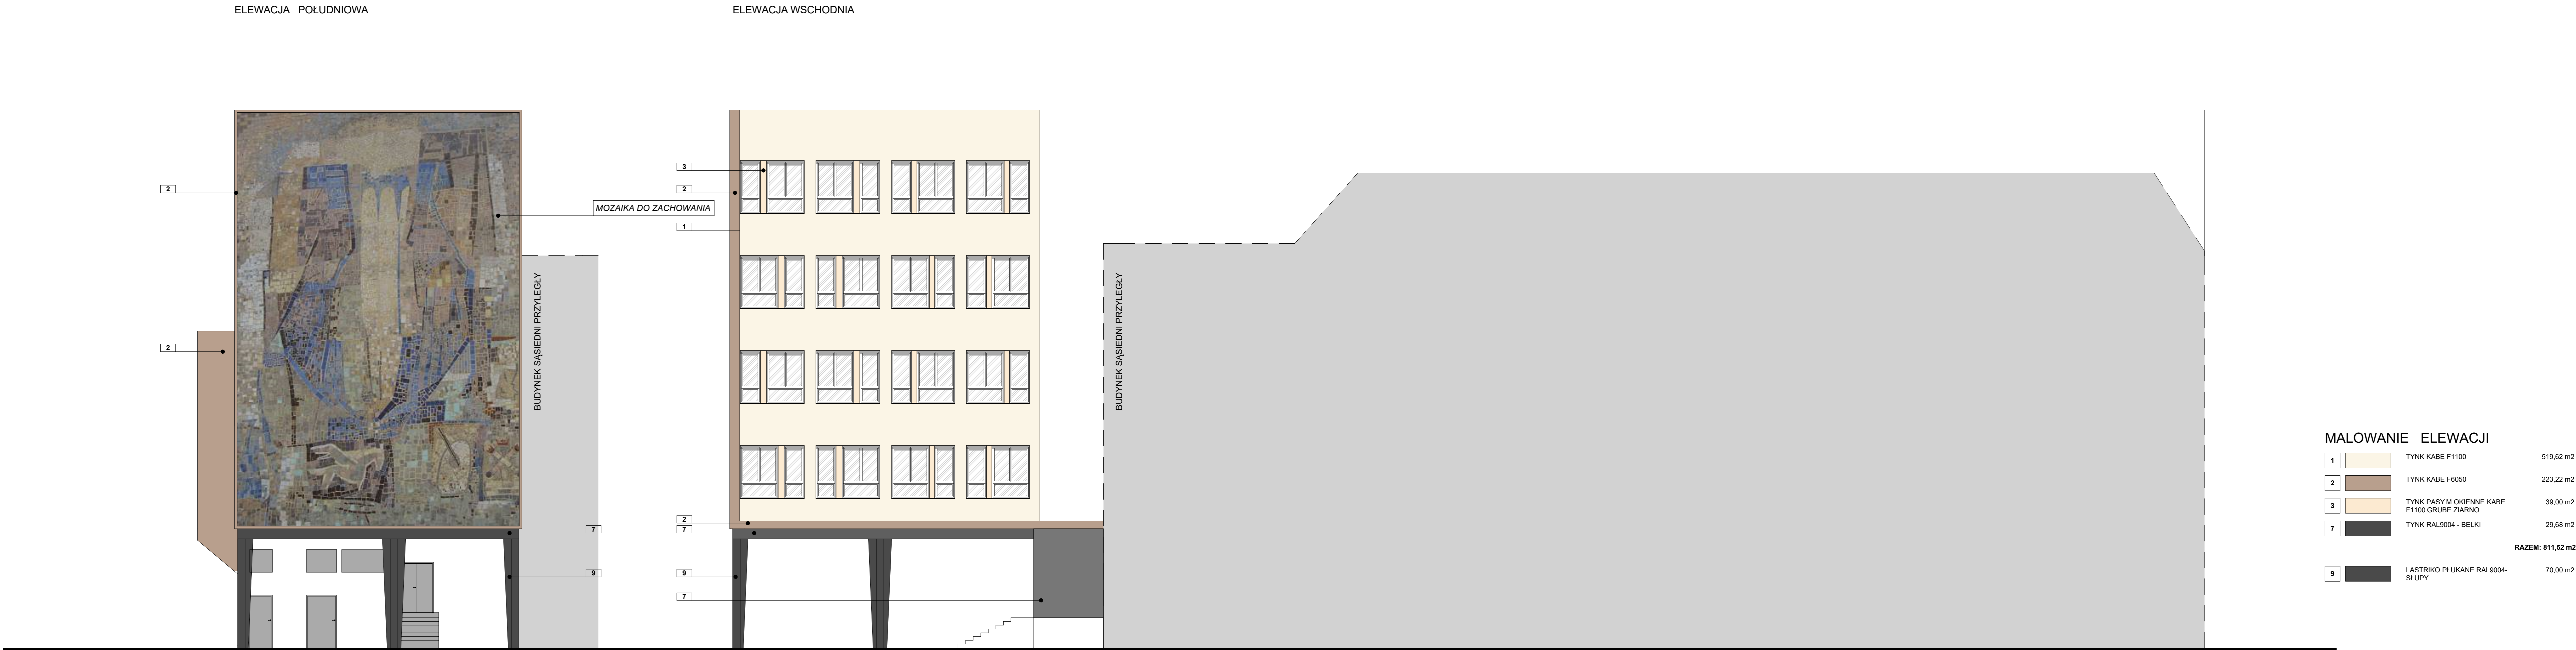 ELEWACJA POŁUDNIOWA
ELEWACJA WSCHODNIA
2
2
MOZAIKA DO ZACHOWANIA
BUDYNEK SĄSIEDNI PRZYLEGŁY
7
9
3
2
1
2
7
9
7
BUDYNEK SĄSIEDNI PRZYLEGŁY
MALOWANIE ELEWACJI
1 TYNK KABE F1100 519,62 m2
2 TYNK KABE F6050 223,22 m2
3 TYNK PASY M.OKIENNE KABE 39,00 m2
F1100 GRUBE ZIARNO
7 TYNK RAL9004 - BELKI 29,68 m2
RAZEM: 811,52 m2
9 LASTRIKO PŁUKANE RAL9004- 70,00 m2
SŁUPY